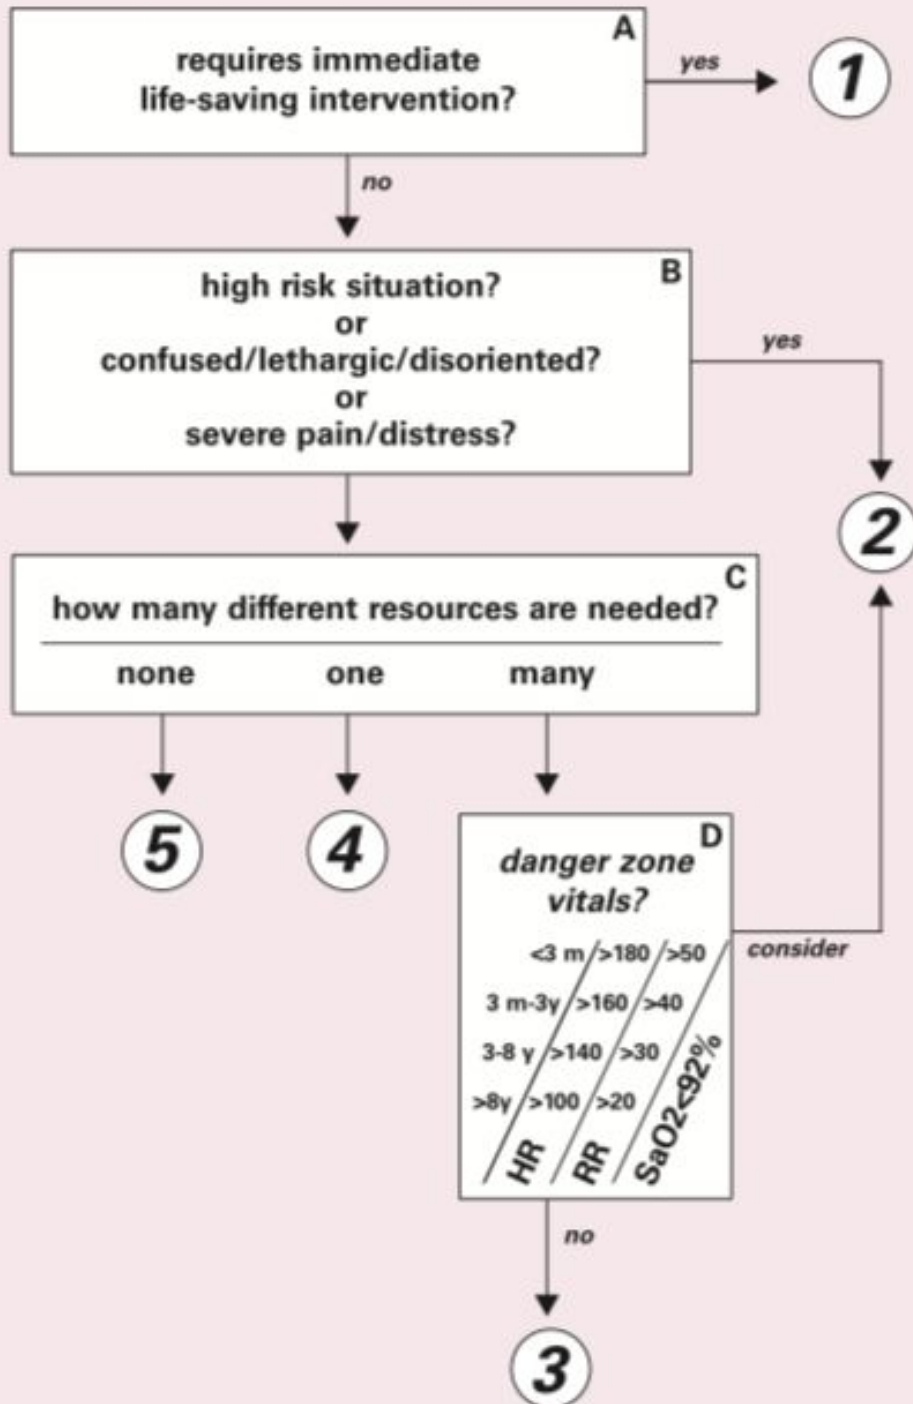 A
requires immediate
life-saving intervention?
yes
1
no
B
high risk situation?
or
confused/lethargic/disoriented?
or
severe pain/distress?
yes
2
C
how many different resources are needed?
none one many
5 4
D
danger zone
vitals?
<3 m >180 >50
3 m-3y >160 >40
3-8 y >140 >30
>8y >100 >20
HR RR SaO2<92%
consider
no
3